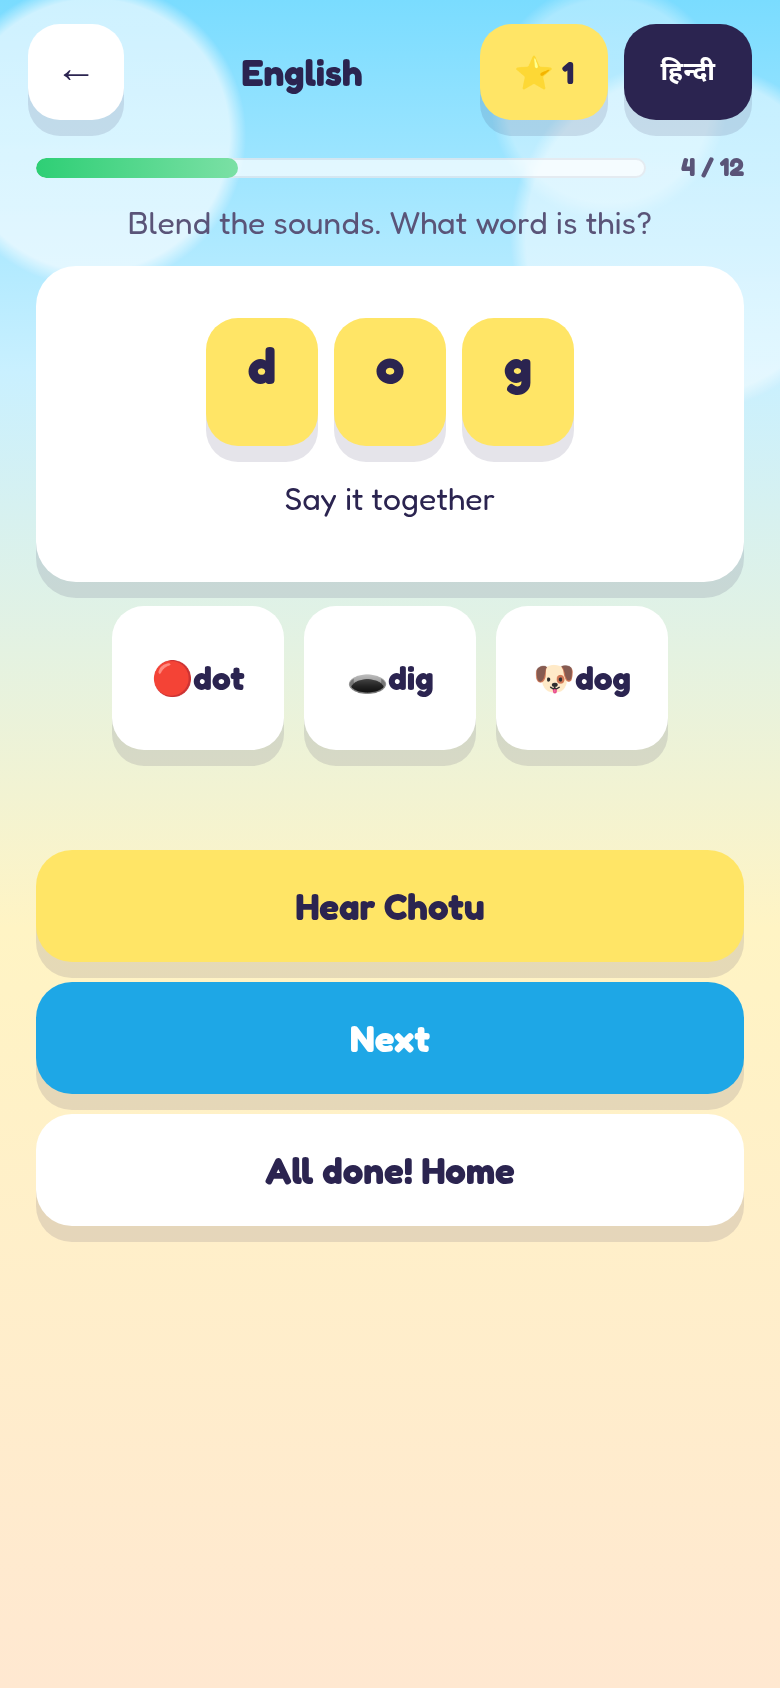 ← English ⭐ 1 हिन्दी
4 / 12
Blend the sounds. What word is this?
d o g
Say it together
dot dig dog
Hear Chotu
Next
All done! Home